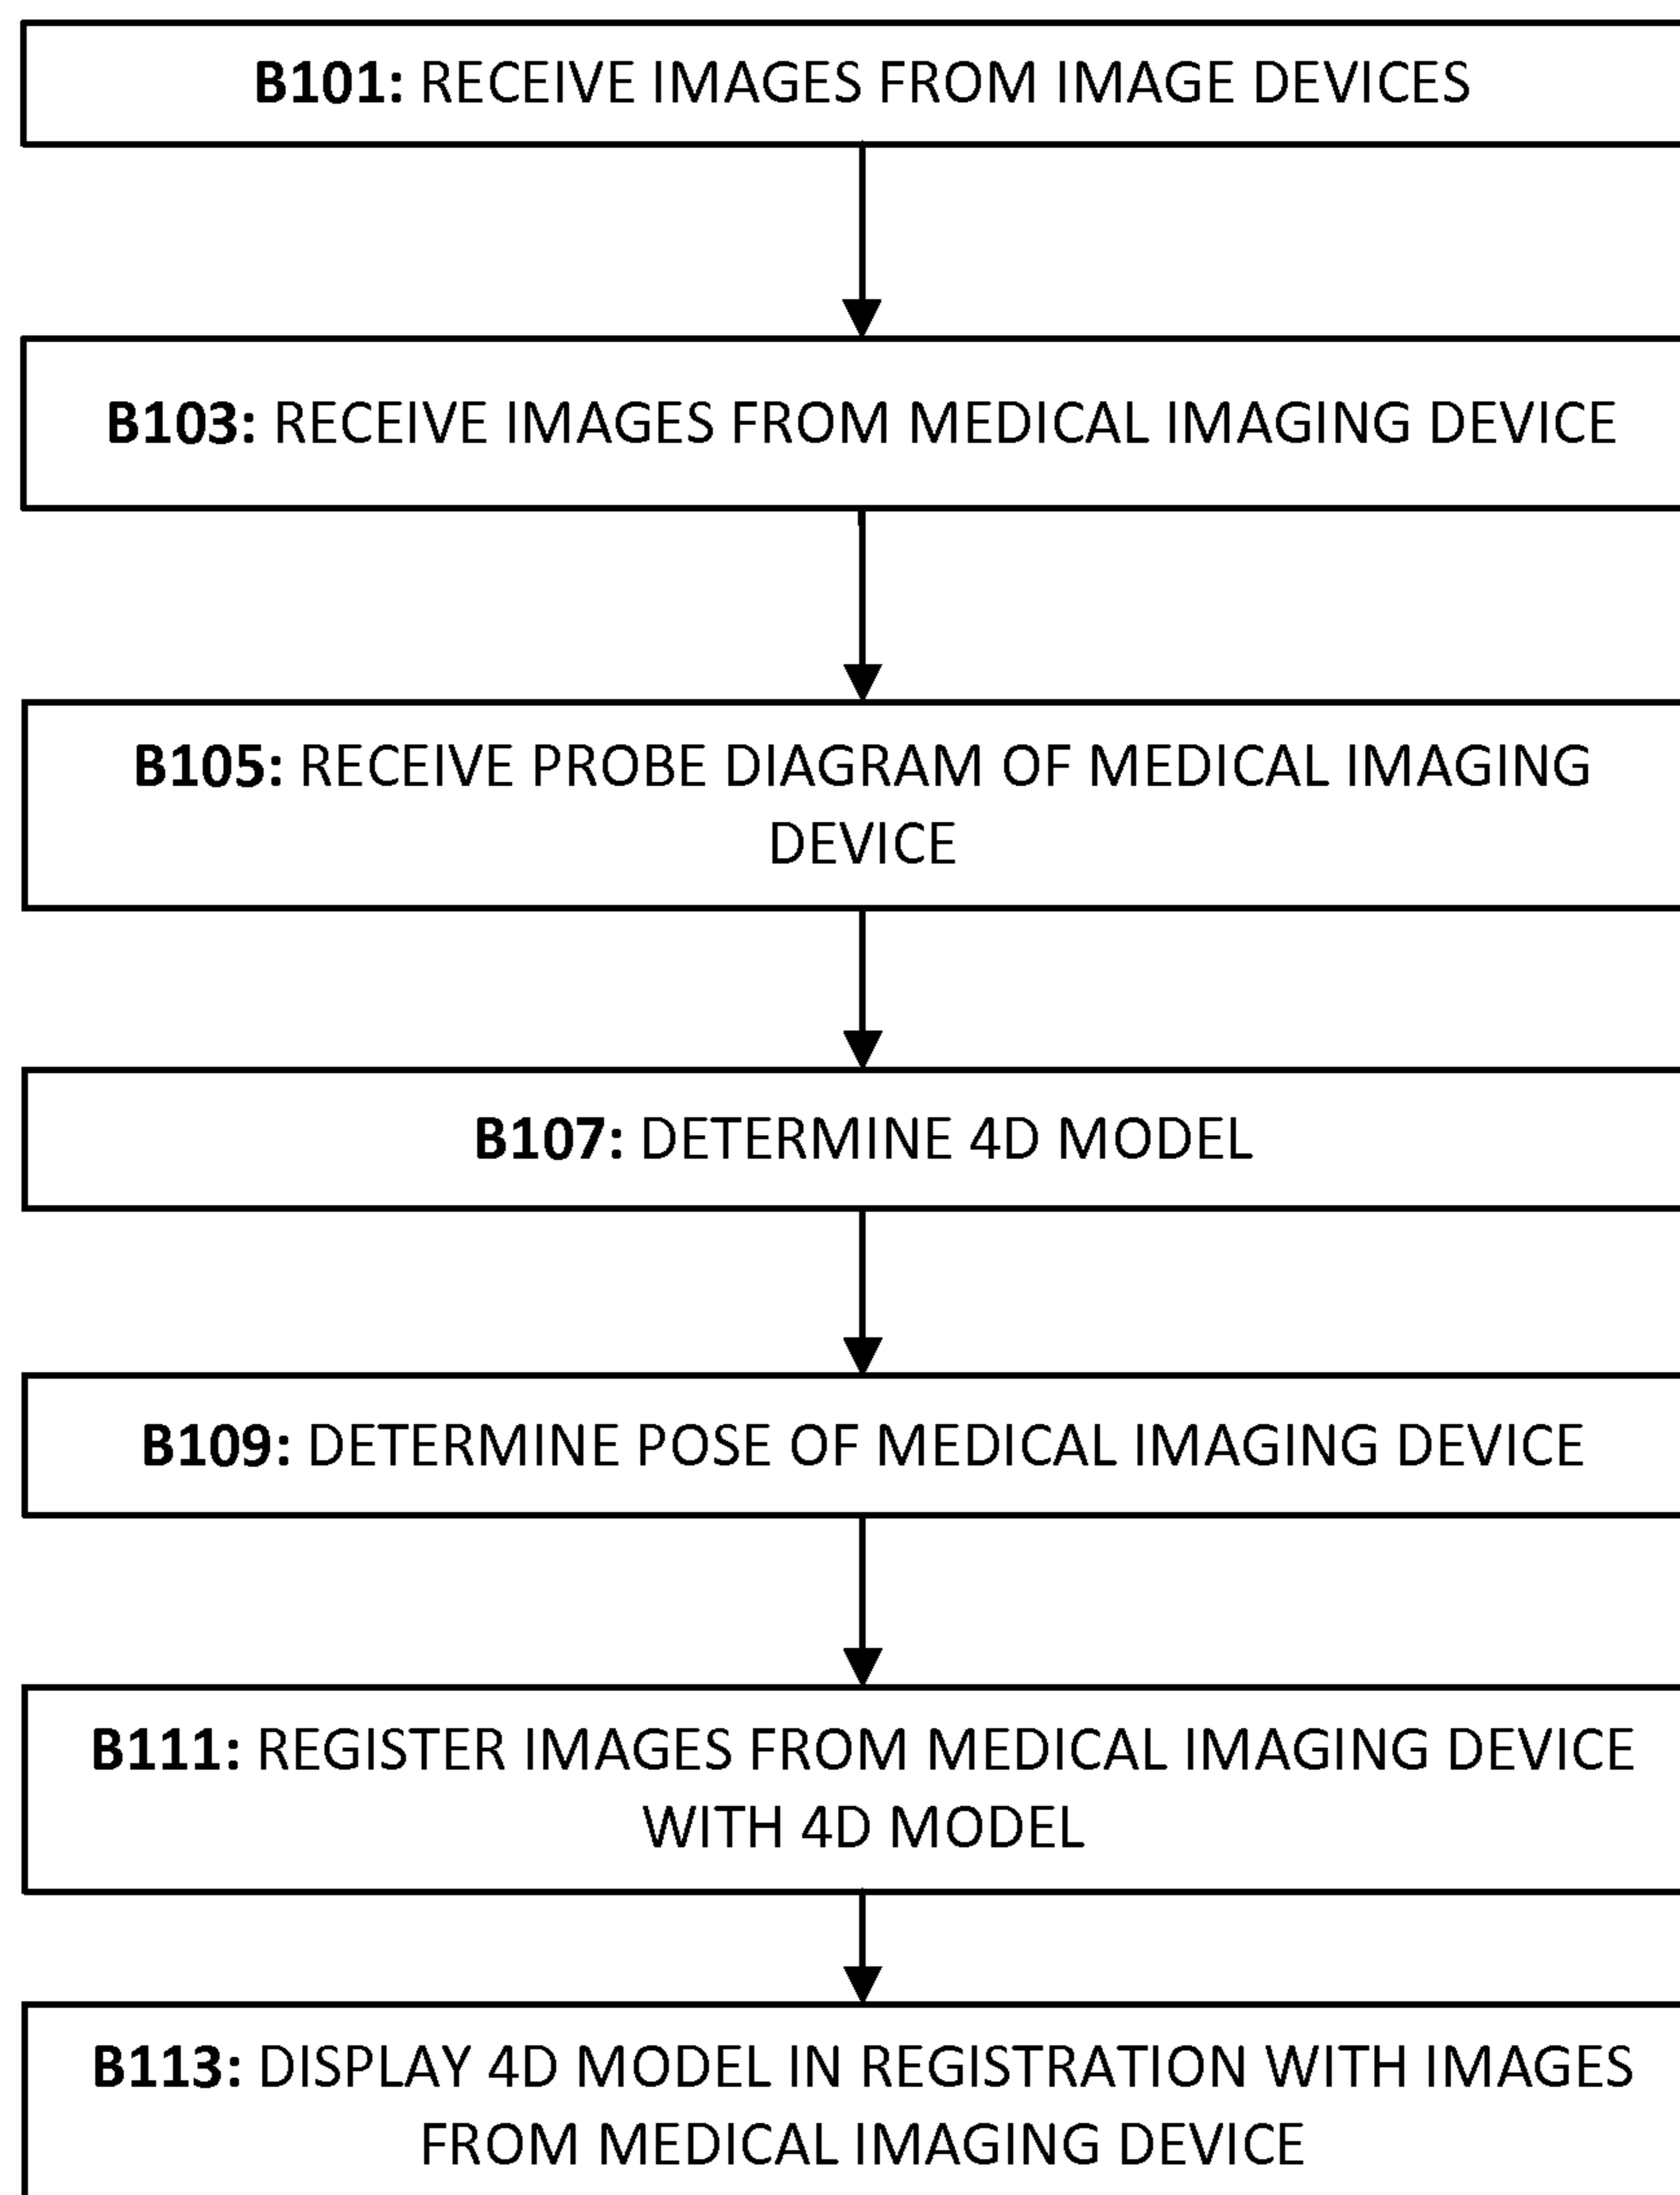 B101: RECEIVE IMAGES FROM IMAGE DEVICES
B103: RECEIVE IMAGES FROM MEDICAL IMAGING DEVICE
B105: RECEIVE PROBE DIAGRAM OF MEDICAL IMAGING
DEVICE
B107: DETERMINE 4D MODEL
B109: DETERMINE POSE OF MEDICAL IMAGING DEVICE
B111: REGISTER IMAGES FROM MEDICAL IMAGING DEVICE
WITH 4D MODEL
B113: DISPLAY 4D MODEL IN REGISTRATION WITH IMAGES
FROM MEDICAL IMAGING DEVICE